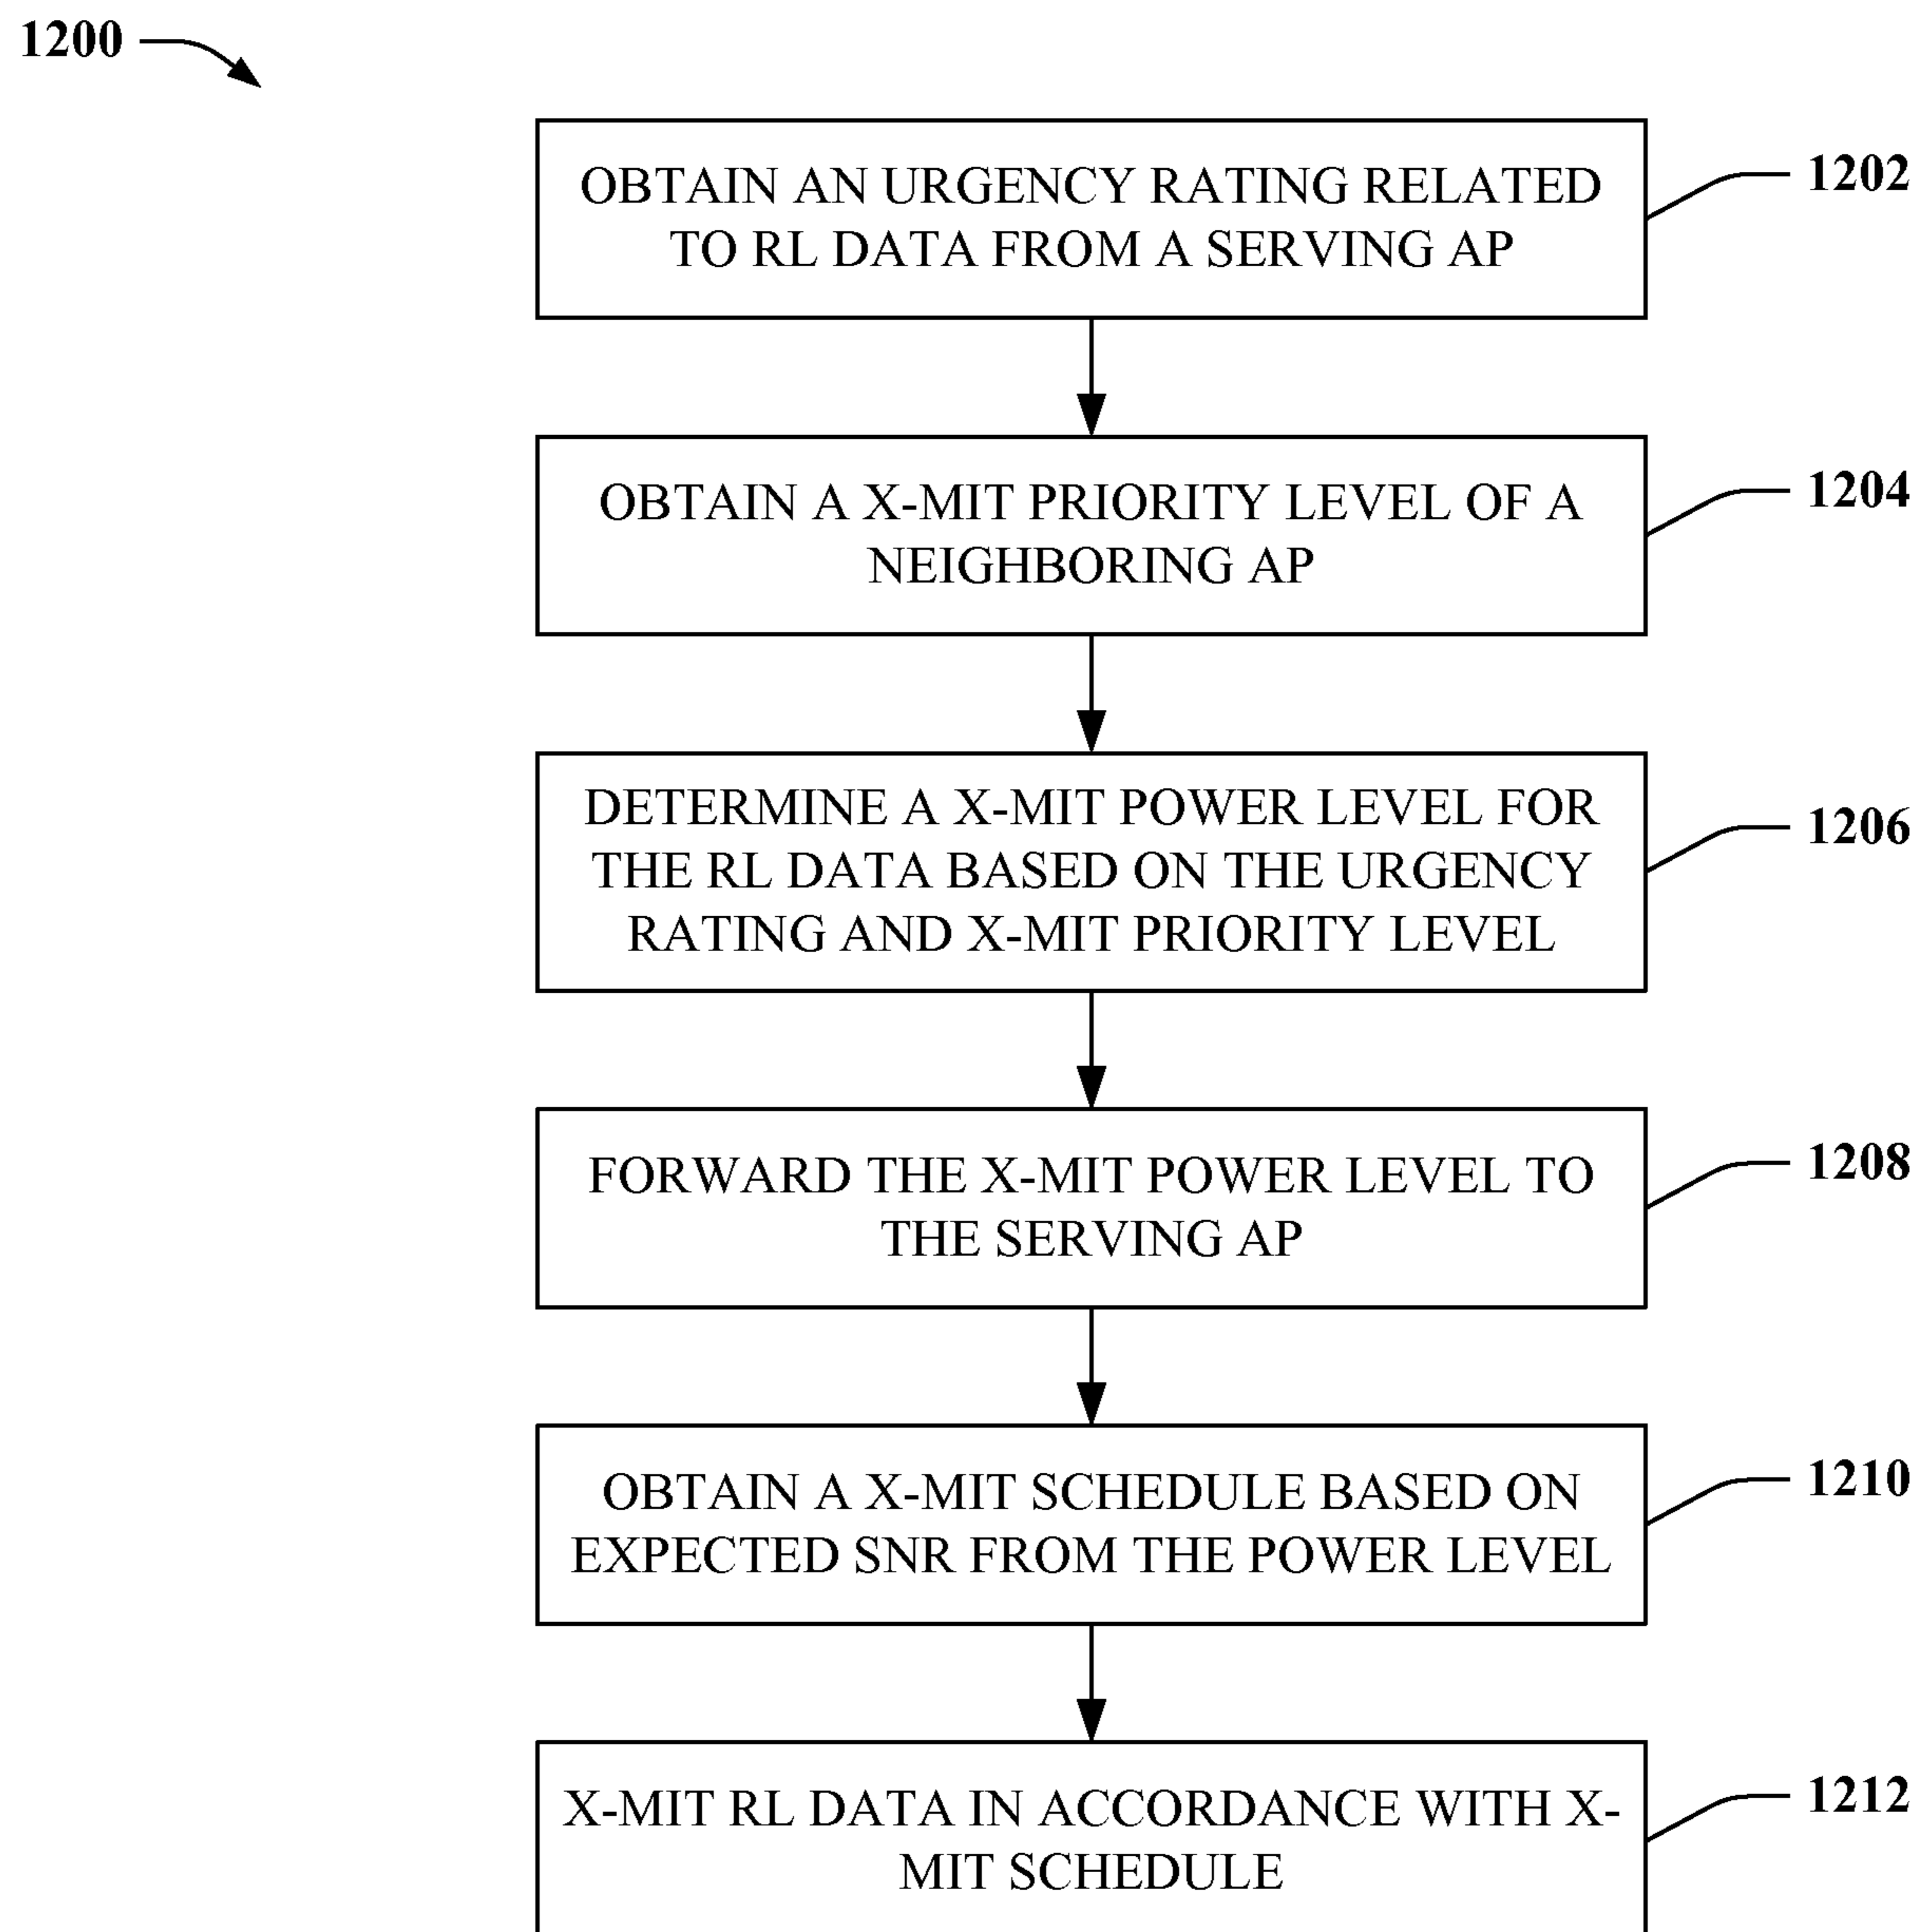 1200
OBTAIN AN URGENCY RATING RELATED
TO RL DATA FROM A SERVING AP
1202
OBTAIN A X-MIT PRIORITY LEVEL OF A
NEIGHBORING AP
1204
DETERMINE A X-MIT POWER LEVEL FOR
THE RL DATA BASED ON THE URGENCY
RATING AND X-MIT PRIORITY LEVEL
1206
FORWARD THE X-MIT POWER LEVEL TO
THE SERVING AP
1208
OBTAIN A X-MIT SCHEDULE BASED ON
EXPECTED SNR FROM THE POWER LEVEL
1210
X-MIT RL DATA IN ACCORDANCE WITH X-
MIT SCHEDULE
1212